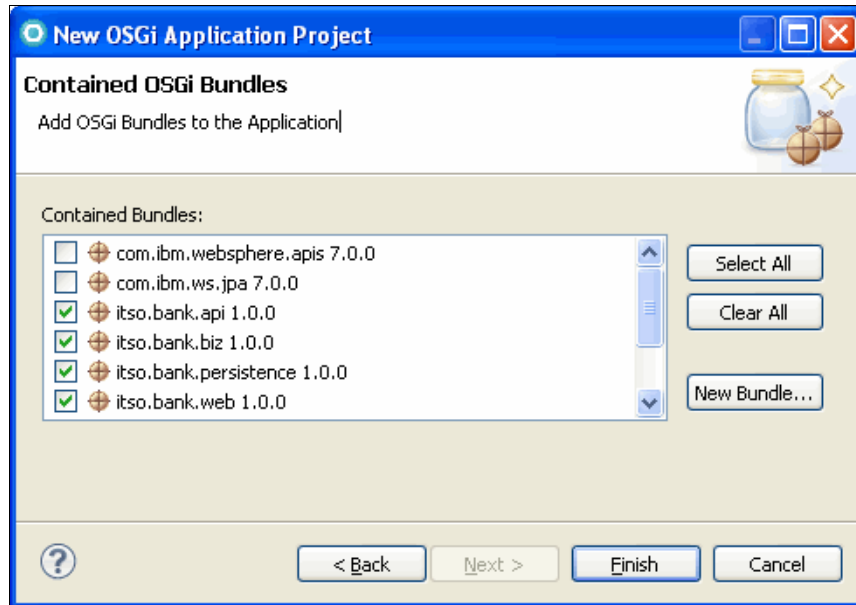 New OSGi Application Project
Contained OSGi Bundles
Add OSGi Bundles to the Application
Contained Bundles:
com.ibm.websphere.apis 7.0.0
com.ibm.ws.jpa 7.0.0
itso.bank.api 1.0.0
itso.bank.biz 1.0.0
itso.bank.persistence 1.0.0
itso.bank.web 1.0.0
Select All
Clear All
New Bundle...
?
< Back
Next >
Finish
Cancel